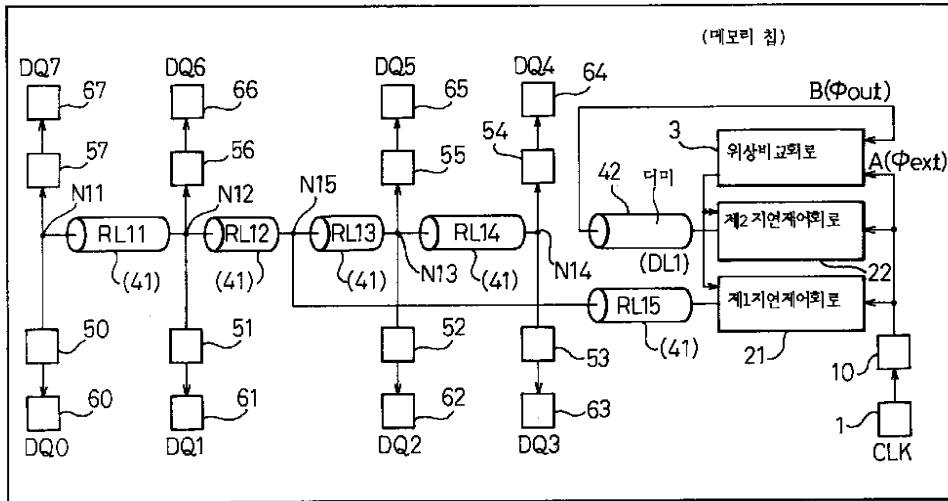 (메모리 칩)
DQ7 DQ6 DQ5 DQ4
67 66 65 64
B(Φout)
57 56 55 54
3
위상비교회로
A(Φext)
N11 N12 N15
42 더미
RL11 RL12 RL13 RL14
제2지연제어회로
(41) (41) (41) N13 (41) N14
(DL1)
22
RL15
제1지연제어회로
(41)
21
50 51 52 53
10
60 61 62 63
1
DQ0 DQ1 DQ2 DQ3
CLK